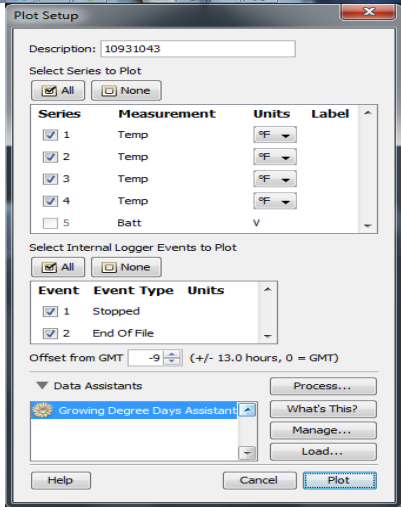 Plot Setup
Description: 10931043
Select Series to Plot
All None
Series Measurement Units Label
1 Temp °F
2 Temp °F
3 Temp °F
4 Temp °F
5 Batt V
Select Internal Logger Events to Plot
All None
Event Event Type Units
1 Stopped
2 End Of File
Offset from GMT -9 (+/- 13.0 hours, 0 = GMT)
Data Assistants Process...
Growing Degree Days Assistant What's This?
Manage...
Load...
Help Cancel Plot